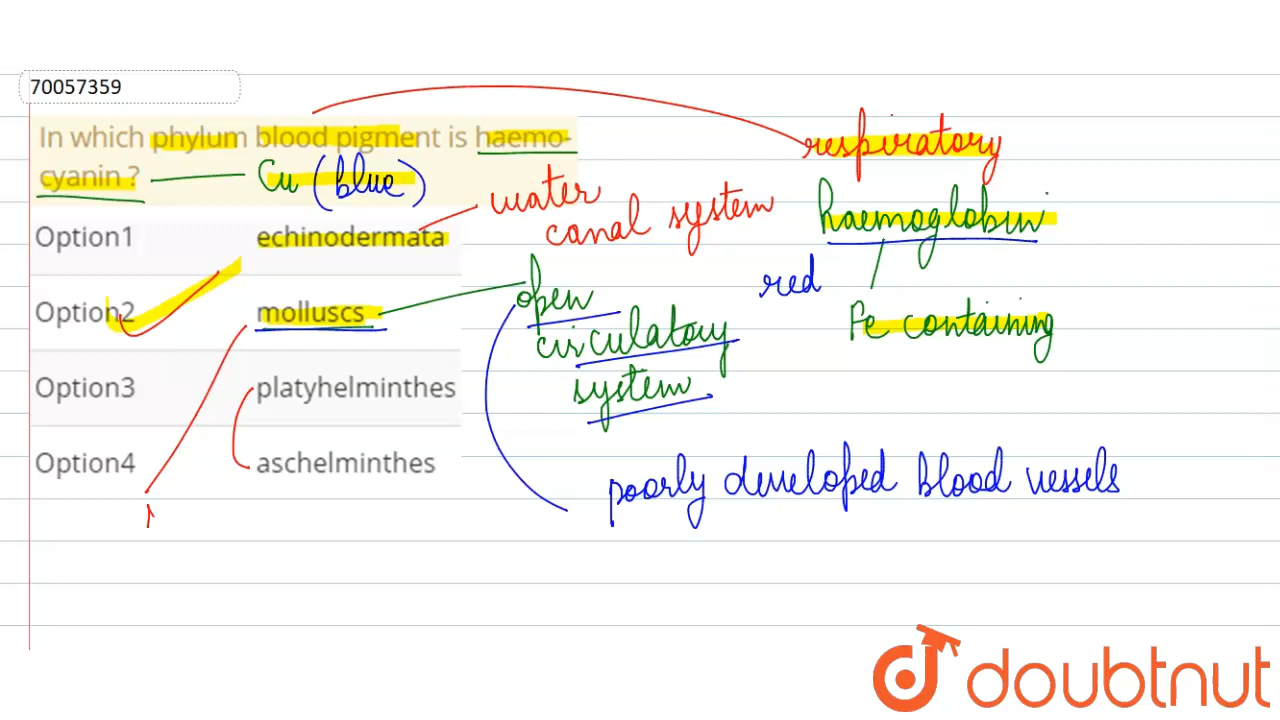 70057359
In which phylum blood pigment is haemo-
cyanin ?
Cu (blue)
respiratory
water
canal system
haemoglobin
red
Fe containing
Option1 echinodermata
Option2 molluscs
open
circulatory
system
Option3 platyhelminthes
Option4 aschelminthes
poorly developed blood vessels
doubtnut